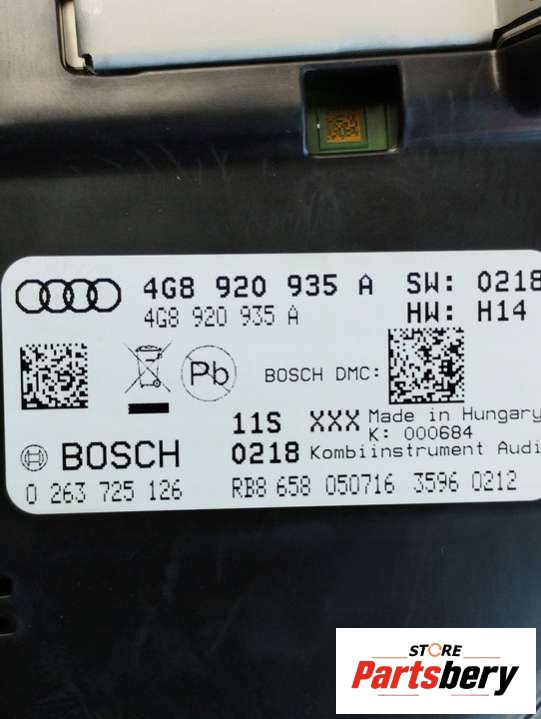 4G8 920 935 A SW: 0218
4G8 920 935 A HW: H14
Pb BOSCH DMC:
11S XXX Made in Hungary
K: 000684
BOSCH 0218 Kombiinstrument Audi
0 263 725 126 RB8 658 050716 3596 0212
STORE
Partsbery